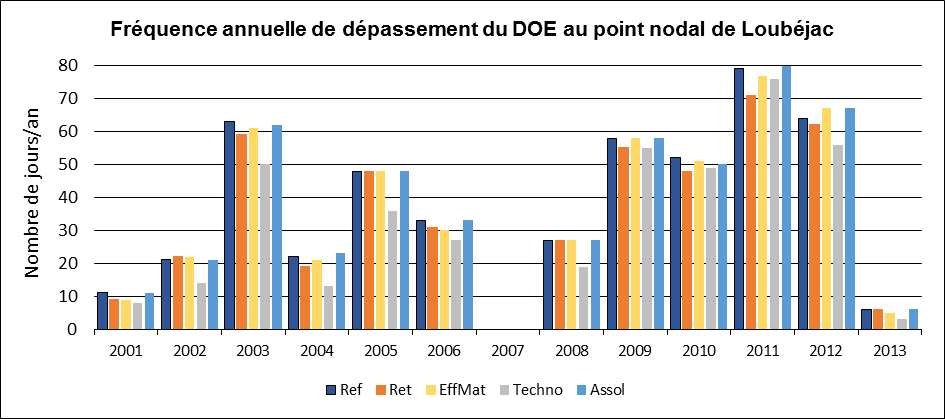 Fréquence annuelle de dépassement du DOE au point nodal de Loubéjac
Nombre de jours/an
80
70
60
50
40
30
20
10
0
2001 2002 2003 2004 2005 2006 2007 2008 2009 2010 2011 2012 2013
Ref Ret EffMat Techno Assol